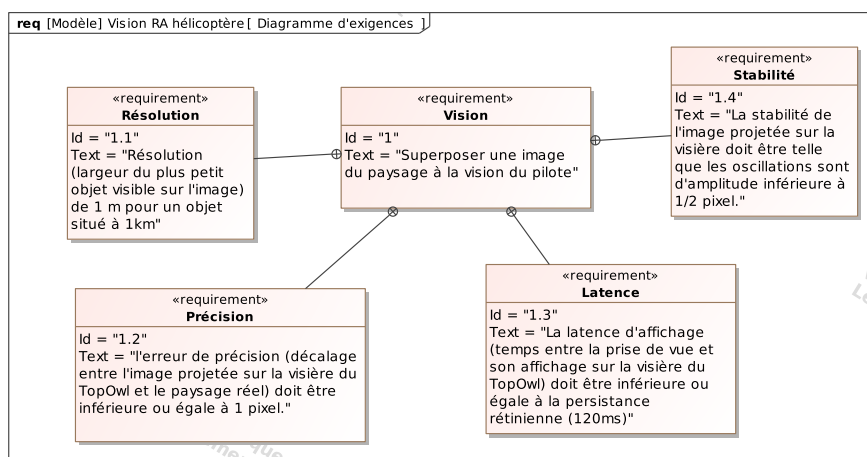 req [Modèle] Vision RA hélicoptère [ Diagramme d'exigences ]
«requirement»
Résolution
Id = "1.1"
Text = "Résolution
(largeur du plus petit
objet visible sur l'image)
de 1 m pour un objet
situé à 1km"
«requirement»
Vision
Id = "1"
Text = "Superposer une image
du paysage à la vision du pilote"
«requirement»
Stabilité
Id = "1.4"
Text = "La stabilité de
l'image projetée sur la
visière doit être telle
que les oscillations sont
d'amplitude inférieure à
1/2 pixel."
«requirement»
Précision
Id = "1.2"
Text = "l'erreur de précision (décalage
entre l'image projetée sur la visière du
TopOwl et le paysage réel) doit être
inférieure ou égale à 1 pixel."
«requirement»
Latence
Id = "1.3"
Text = "La latence d'affichage
(temps entre la prise de vue et
son affichage sur la visière du
TopOwl) doit être inférieure ou
égale à la persistance
rétinienne (120ms)"